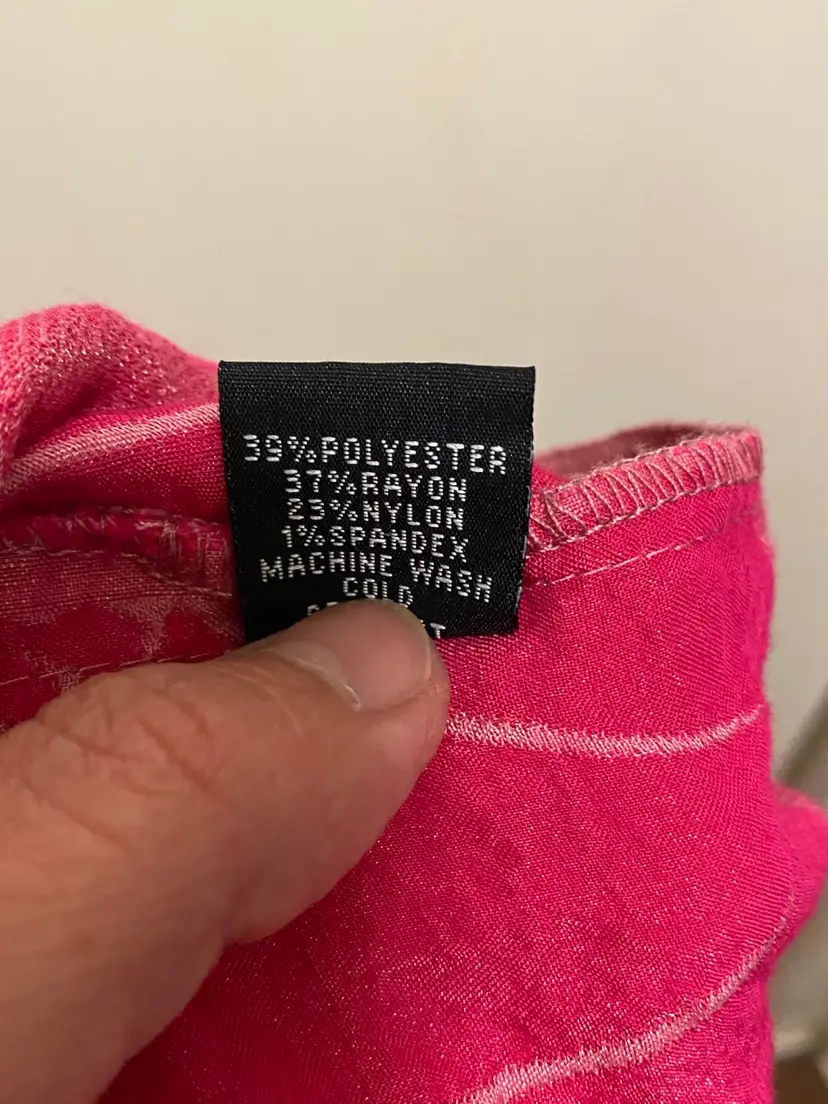 39%POLYESTER
37%RAYON
23%NYLON
1%SPANDEX
MACHINE WASH
COLD